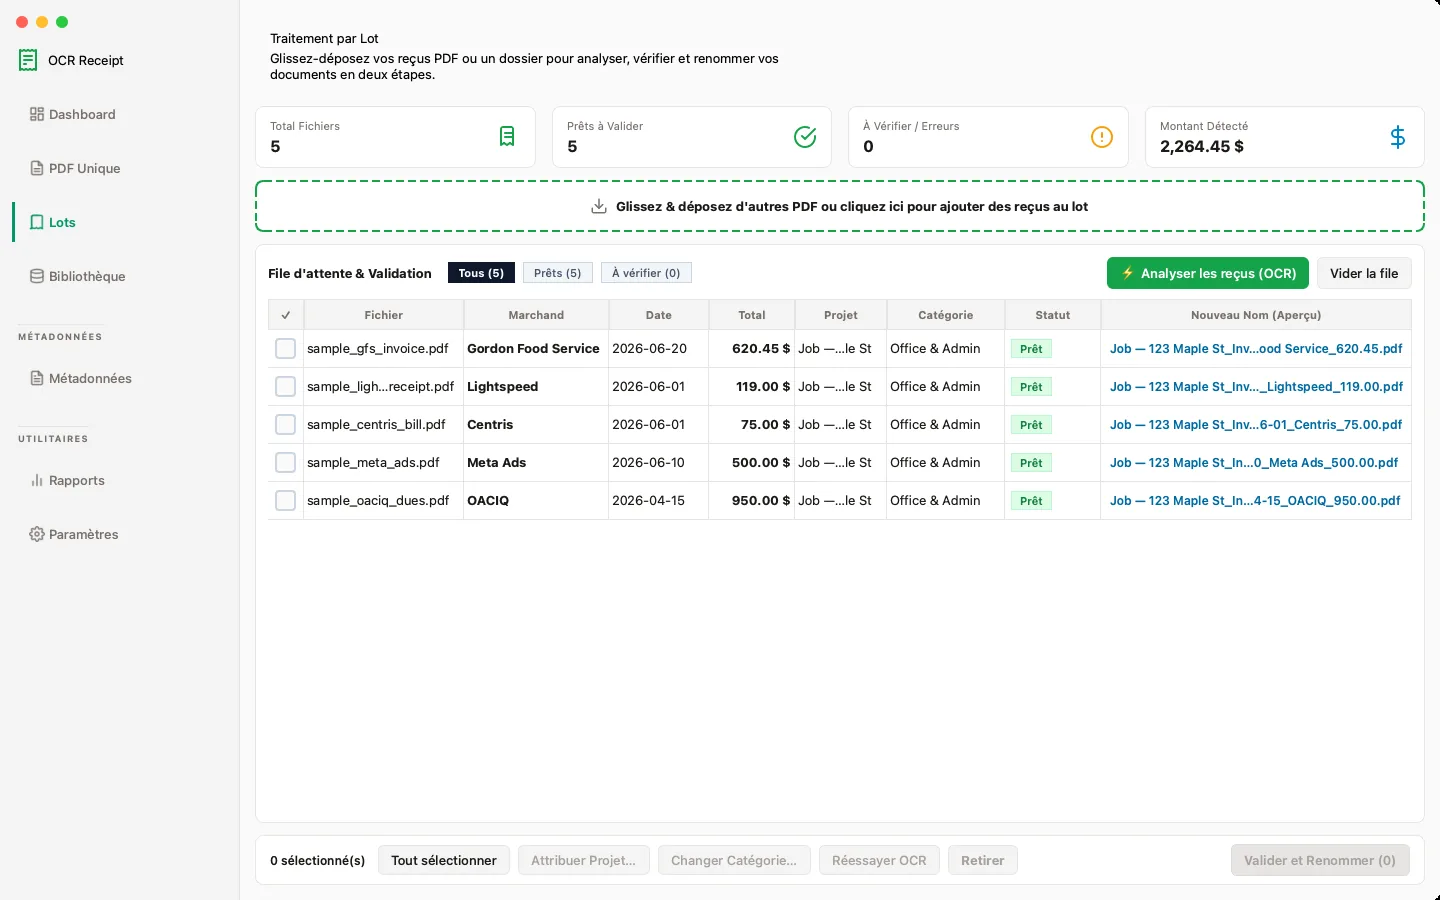 OCR Receipt
Dashboard
PDF Unique
Lots
Bibliothèque
MÉTADONNÉES
Métadonnées
UTILITAIRES
Rapports
Paramètres
Traitement par Lot
Glissez-déposez vos reçus PDF ou un dossier pour analyser, vérifier et renommer vos
documents en deux étapes.
Total Fichiers
5
Prêts à Valider
5
À Vérifier / Erreurs
0
Montant Détecté
2,264.45 $
Glissez & déposez d'autres PDF ou cliquez ici pour ajouter des reçus au lot
File d'attente & Validation Tous (5) Prêts (5) À vérifier (0) ⚡ Analyser les reçus (OCR) Vider la file
✓ Fichier Marchand Date Total Projet Catégorie Statut Nouveau Nom (Aperçu)
sample_gfs_invoice.pdf Gordon Food Service 2026-06-20 620.45 $ Job —...le St Office & Admin Prêt Job — 123 Maple St_Inv...ood Service_620.45.pdf
sample_ligh...receipt.pdf Lightspeed 2026-06-01 119.00 $ Job —...le St Office & Admin Prêt Job — 123 Maple St_Inv..._Lightspeed_119.00.pdf
sample_centris_bill.pdf Centris 2026-06-01 75.00 $ Job —...le St Office & Admin Prêt Job — 123 Maple St_Inv...6-01_Centris_75.00.pdf
sample_meta_ads.pdf Meta Ads 2026-06-10 500.00 $ Job —...le St Office & Admin Prêt Job — 123 Maple St_In...0_Meta Ads_500.00.pdf
sample_oaciq_dues.pdf OACIQ 2026-04-15 950.00 $ Job —...le St Office & Admin Prêt Job — 123 Maple St_In...4-15_OACIQ_950.00.pdf
0 sélectionné(s) Tout sélectionner Attribuer Projet... Changer Catégorie... Réessayer OCR Retirer Valider et Renommer (0)